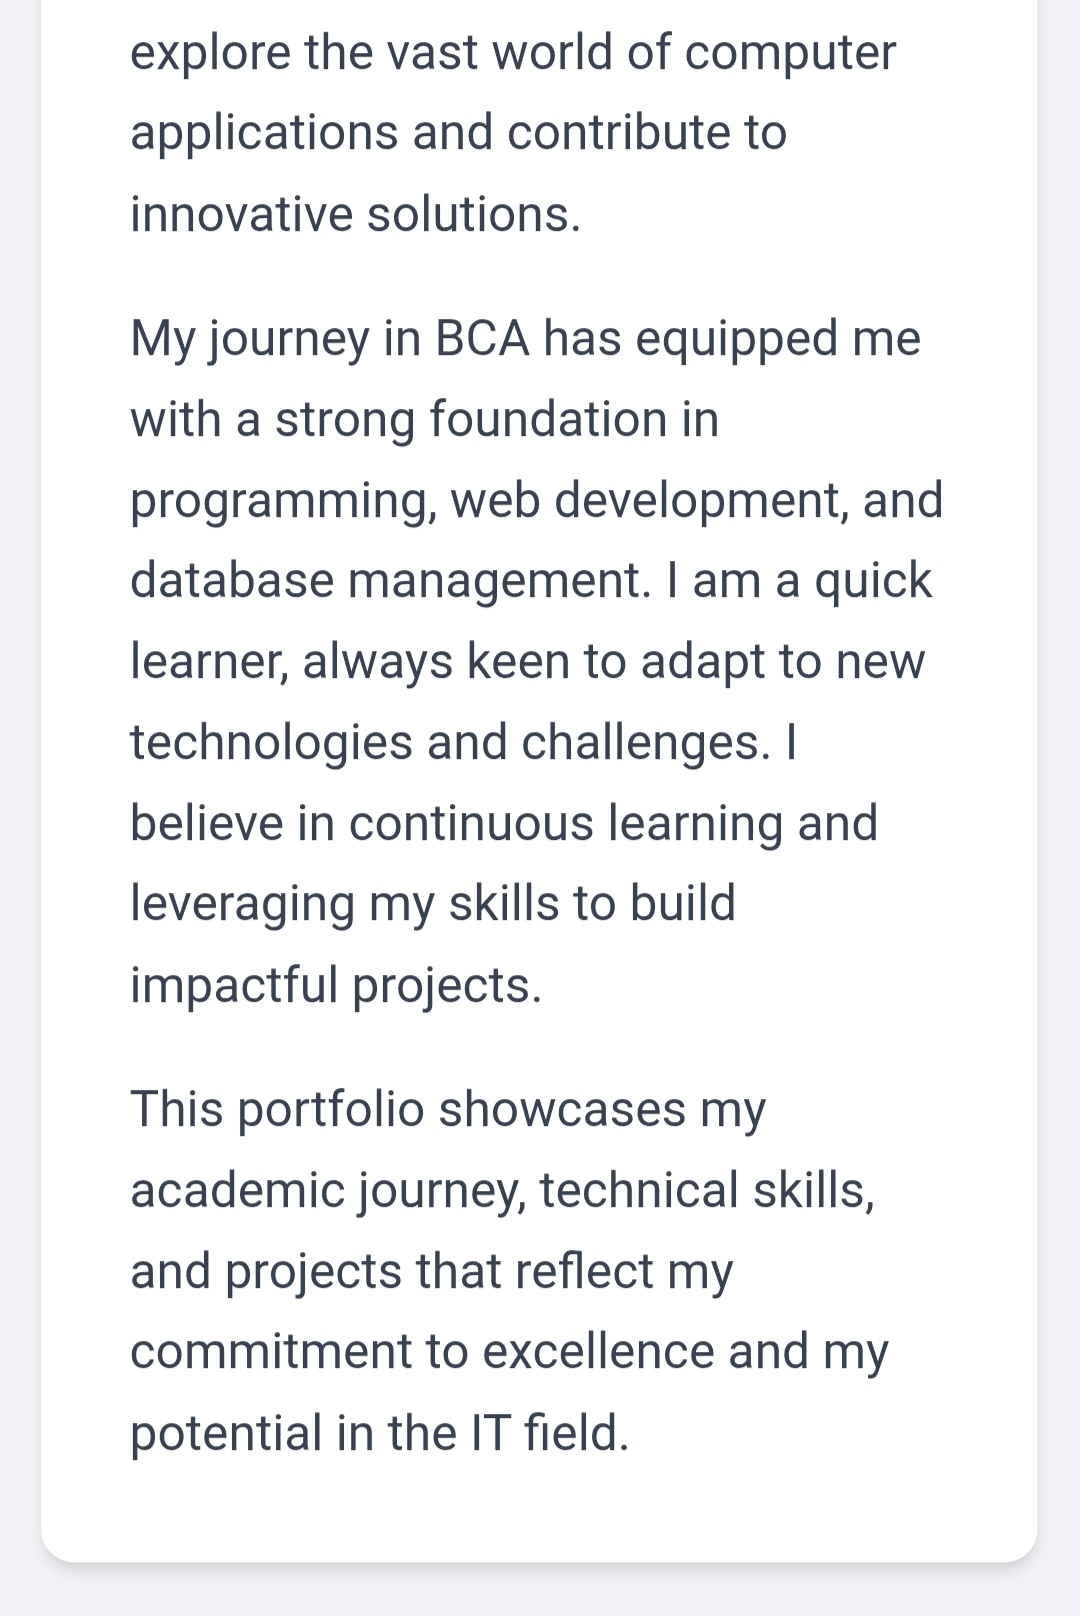 explore the vast world of computer
applications and contribute to
innovative solutions.
My journey in BCA has equipped me
with a strong foundation in
programming, web development, and
database management. I am a quick
learner, always keen to adapt to new
technologies and challenges. I
believe in continuous learning and
leveraging my skills to build
impactful projects.
This portfolio showcases my
academic journey, technical skills,
and projects that reflect my
commitment to excellence and my
potential in the IT field.